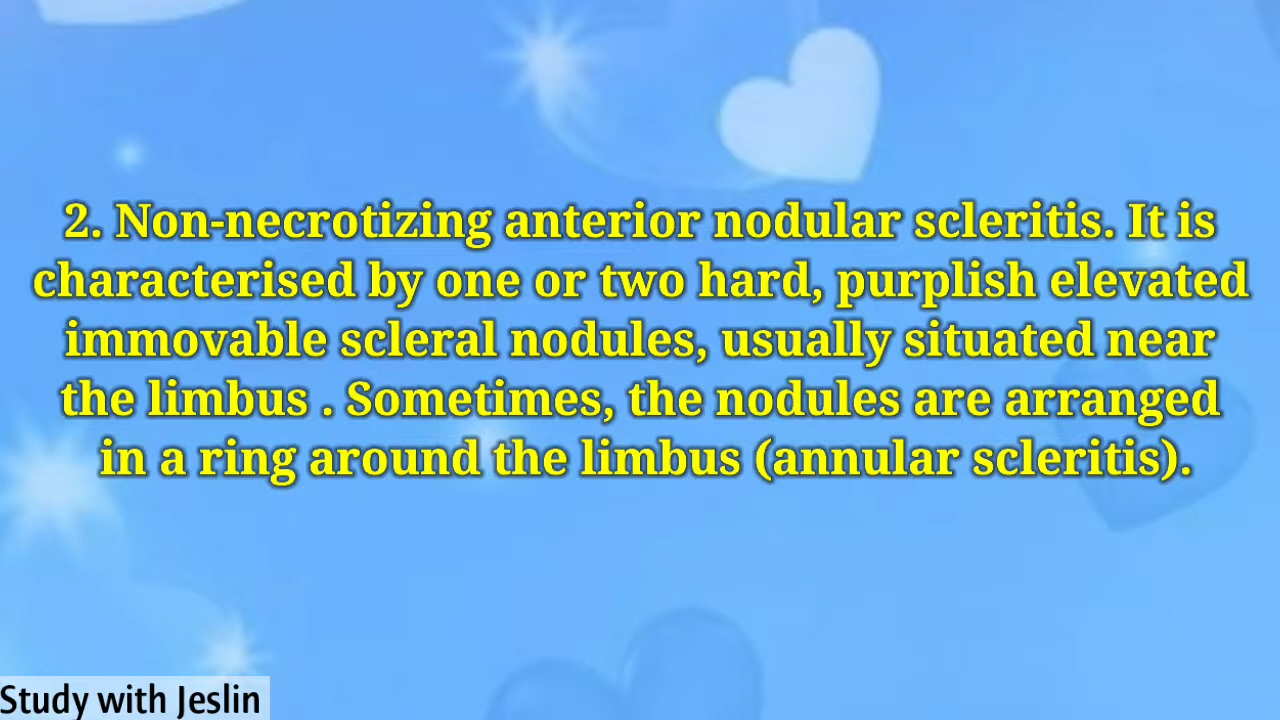 2. Non-necrotizing anterior nodular scleritis. It is
characterised by one or two hard, purplish elevated
immovable scleral nodules, usually situated near
the limbus . Sometimes, the nodules are arranged
in a ring around the limbus (annular scleritis).
Study with Jeslin